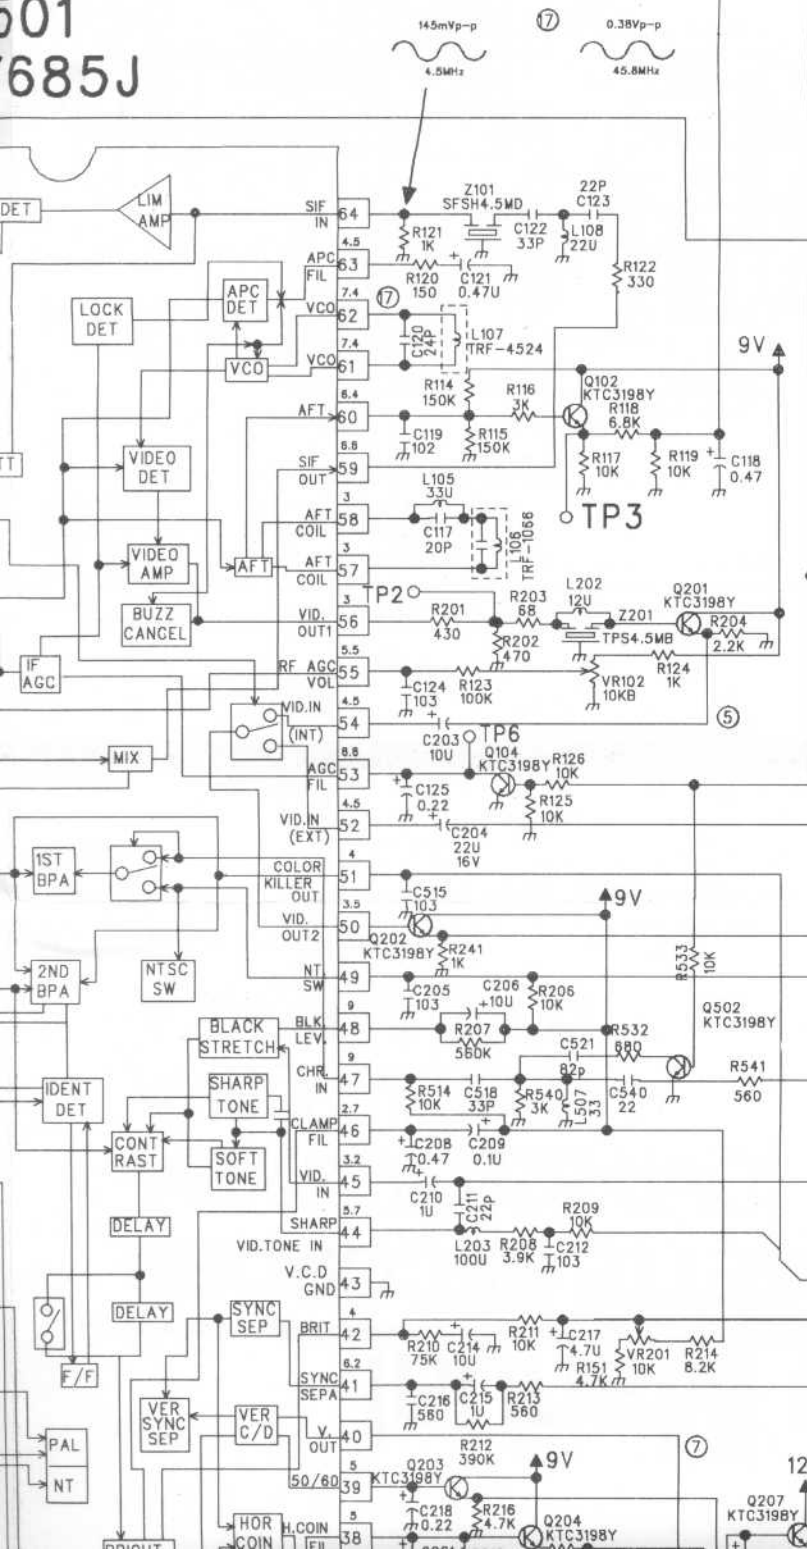 501
7685J
145mVp-p
4.5MHz
17
0.38Vp-p
45.8MHz
DET
LIM
AMP
SIF
IN
64
Z101
SFSH4.5MD
22P
C123
R121
1K
C122
33P
L108
22U
4.5
APC
FIL
63
R120
150
C121
0.47U
R122
330
LOCK
DET
APC
DET
7.4
VCO
62
17
C120
24P
L107
TRF-4524
9V
VCO
7.4
VCO
61
R114
150K
R116
3K
Q102
KTC3198Y
R118
6.8K
6.4
AFT
60
C119
102
R115
150K
R117
10K
R119
10K
C118
0.47
TT
VIDEO
DET
6.6
SIF
OUT
59
L105
33U
TP3
3
AFT
COIL
58
C117
20P
L106
TRF-1066
VIDEO
AMP
AFT
3
AFT
COIL
57
TP2
BUZZ
CANCEL
3
VID.
OUT1
56
R201
430
R203
68
R202
470
L202
12U
Z201
TPS4.5MB
Q201
KTC3198Y
R204
2.2K
IF
AGC
5.5
RF AGC
VOL
55
C124
103
R123
100K
VR102
10KB
R124
1K
4.5
VID.IN
(INT)
54
C203
10U
5
TP6
MIX
6.6
AGC
FIL
53
C125
0.22
Q104
KTC3198Y
R126
10K
R125
10K
4.5
VID.IN
(EXT)
52
C204
22U
16V
1ST
BPA
4
COLOR
KILLER
OUT
51
C515
103
9V
3.5
VID.
OUT2
50
Q202
KTC3198Y
R241
1K
R533
10K
2ND
BPA
NTSC
SW
NT
SW
49
C205
103
C206
10U
R206
10K
Q502
KTC3198Y
BLACK
STRETCH
9
BLK
LEV.
48
R207
560K
C521
82p
R532
680
IDENT
DET
SHARP
TONE
9
CHR.
IN
47
R514
10K
C518
33P
R540
3K
L507
33
C540
22
R541
560
CONT
RAST
SOFT
TONE
2.7
CLAMP
FIL
46
C208
0.47
C209
0.1U
3.2
VID.
IN
45
C210
1U
C211
22p
DELAY
5.7
SHARP
VID.TONE IN
44
L203
100U
R208
3.9K
C212
103
R209
10K
V.C.D
GND
43
DELAY
SYNC
SEP
4
BRIT
42
R210
75K
C214
10U
R211
10K
C217
4.7U
R151
4.7K
VR201
10K
R214
8.2K
F/F
6.2
SYNC
SEPA
41
C216
560
C215
1U
R213
560
VER
SYNC
SEP
VER
C/D
V.
OUT
40
R212
390K
7
PAL
NT
5
50/60
39
Q203
KTC3198Y
9V
12
C218
0.22
R216
4.7K
Q204
KTC3198Y
Q207
KTC3198Y
HOR
COIN
5
H.COIN
FIL
38